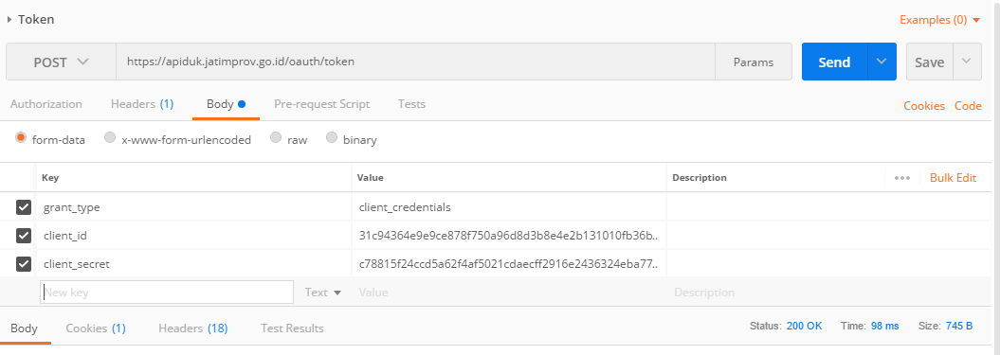 Token Examples (0)
POST https://apiduk.jatimprov.go.id/oauth/token Params Send Save
Authorization Headers (1) Body Pre-request Script Tests Cookies Code
form-data x-www-form-urlencoded raw binary
Key Value Description ••• Bulk Edit
grant_type client_credentials
client_id 31c94364e9e9ce878f750a96d8d3b8e4e2b131010fb36b..
client_secret c78815f24ccd5a62f4af5021cdaecff2916e2436324eba77..
New key Text Value Description
Body Cookies (1) Headers (18) Test Results Status: 200 OK Time: 98 ms Size: 745 B